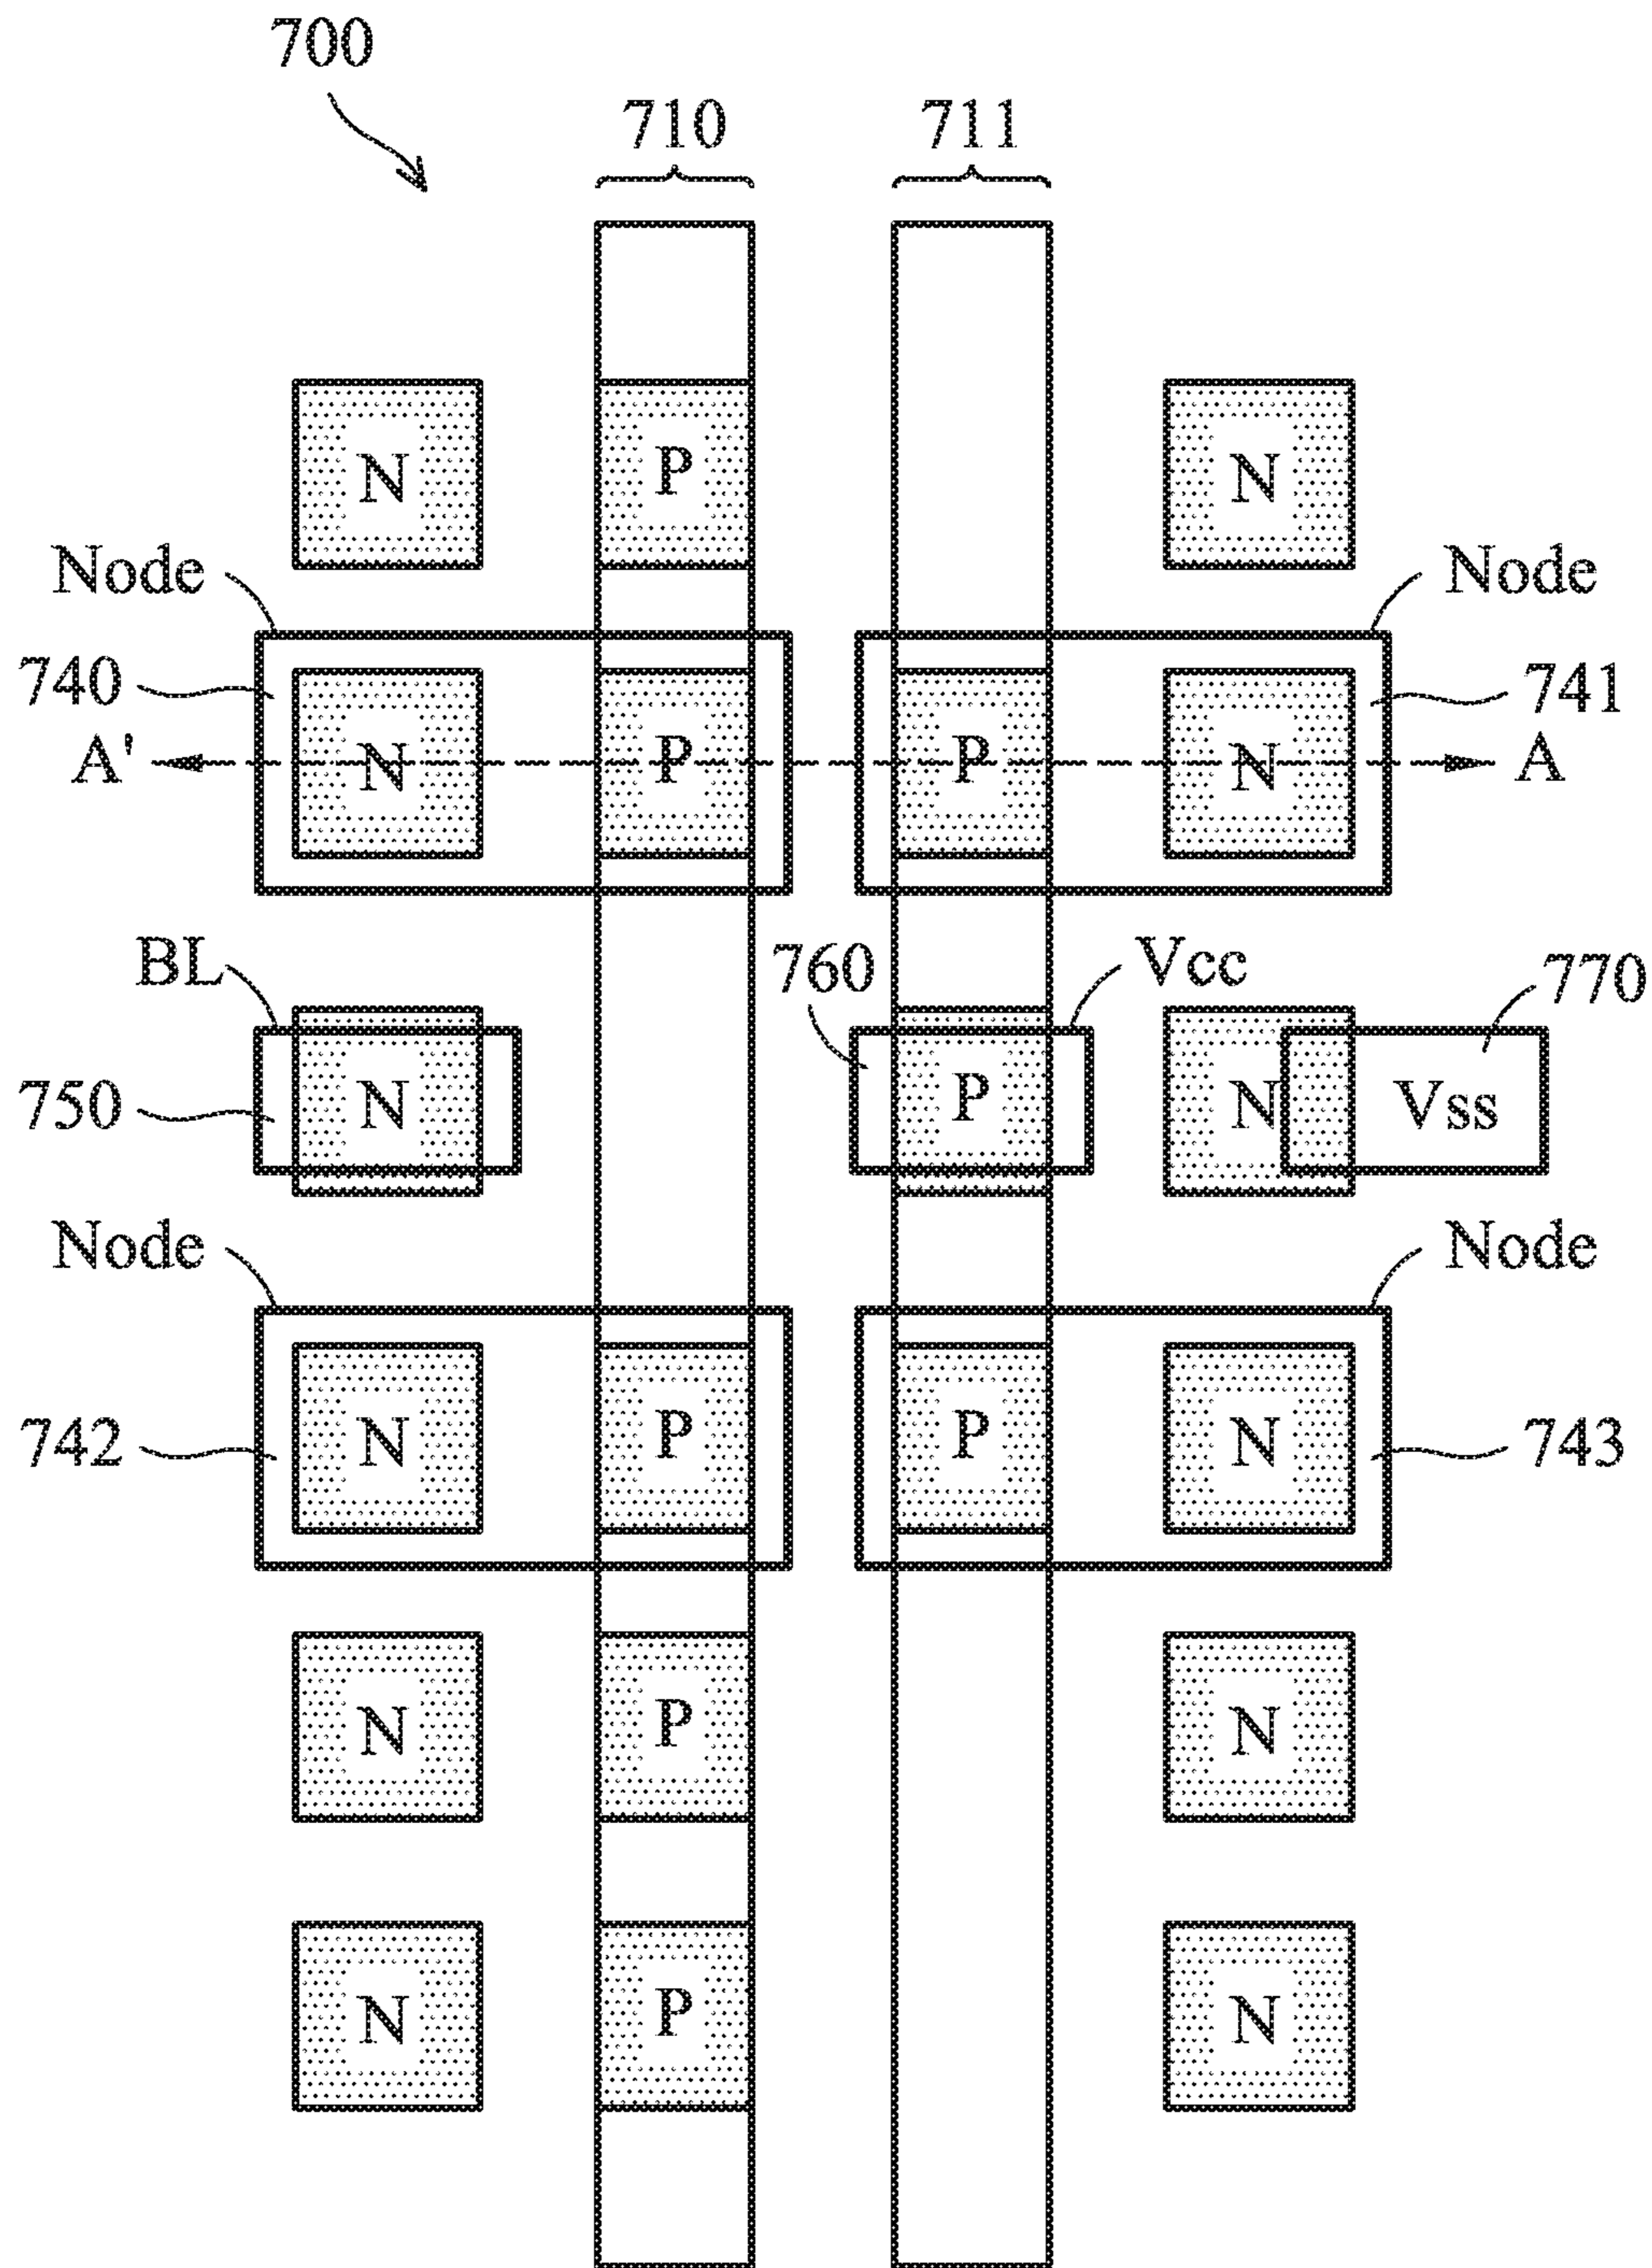 700
710 711
N P N
Node Node
740 741
A' N P P N A
BL 760 Vcc 770
750 N P N Vss
Node Node
742 N P P N 743
N P N
N P N